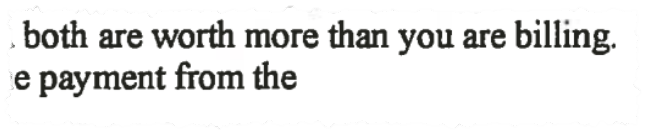 both are worth more than you are billing.
e payment from the